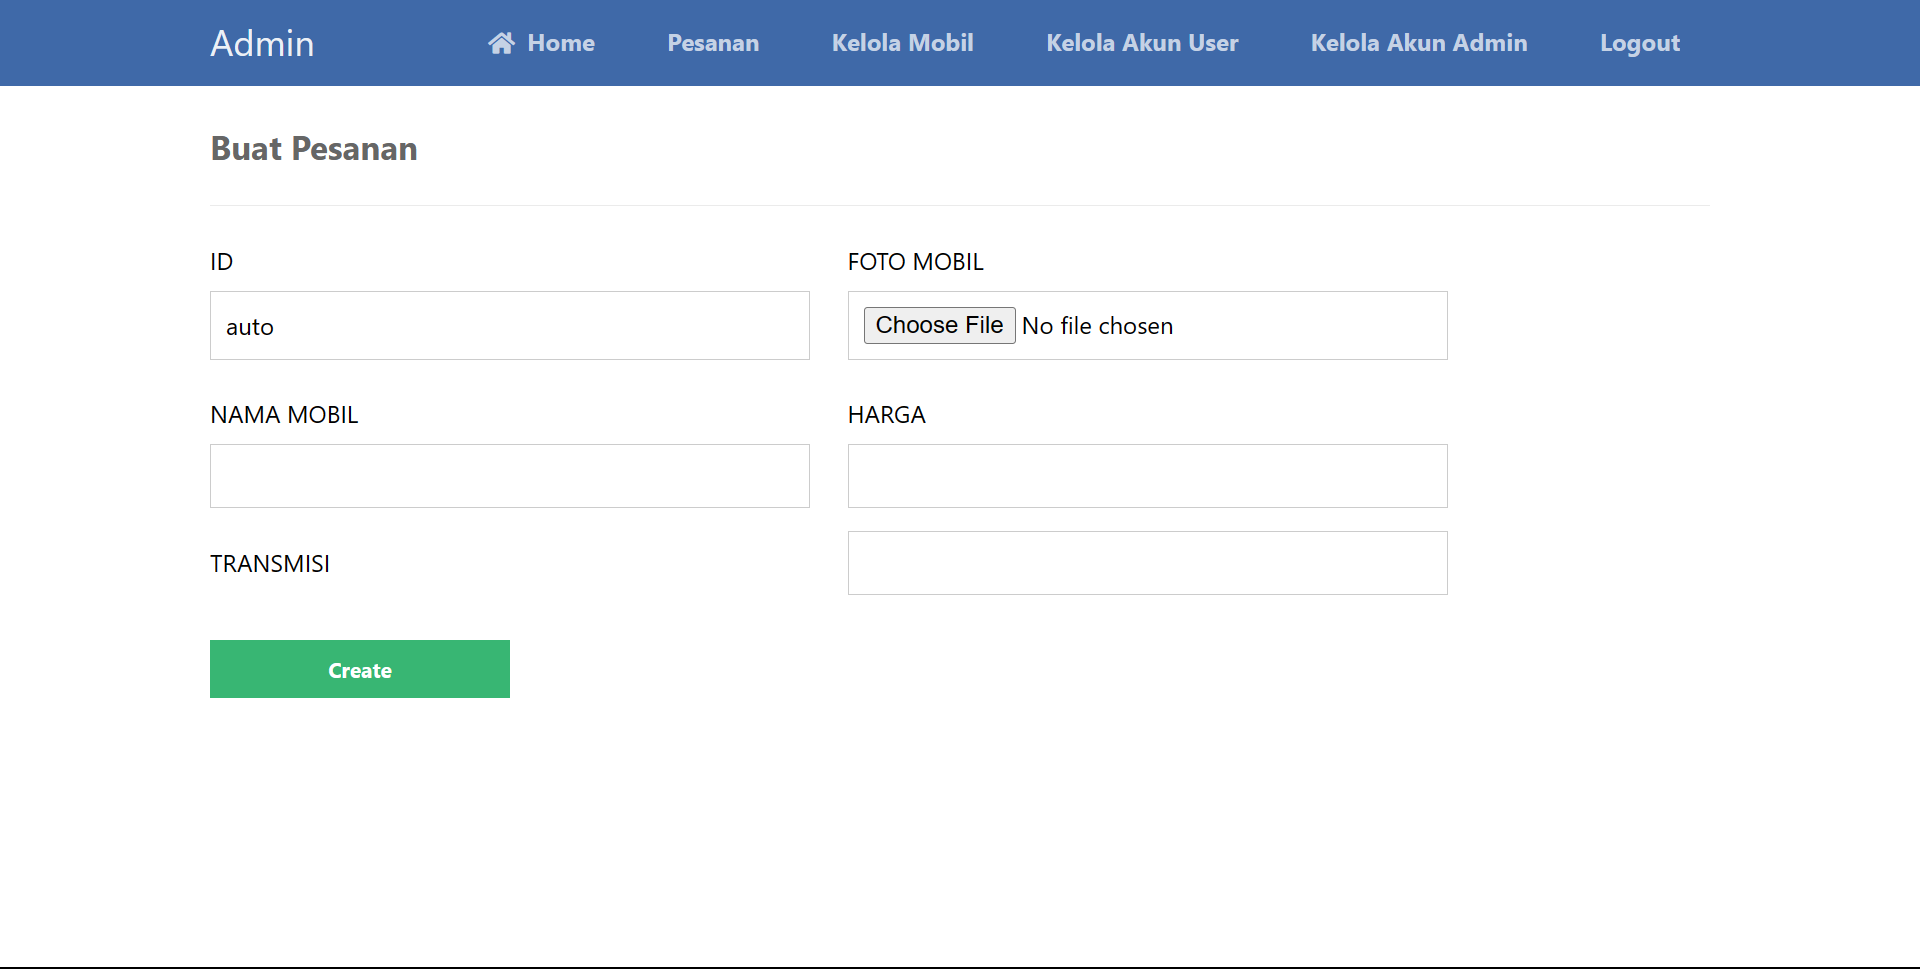 Admin Home Pesanan Kelola Mobil Kelola Akun User Kelola Akun Admin Logout
Buat Pesanan
ID FOTO MOBIL
auto Choose File No file chosen
NAMA MOBIL HARGA
TRANSMISI
Create